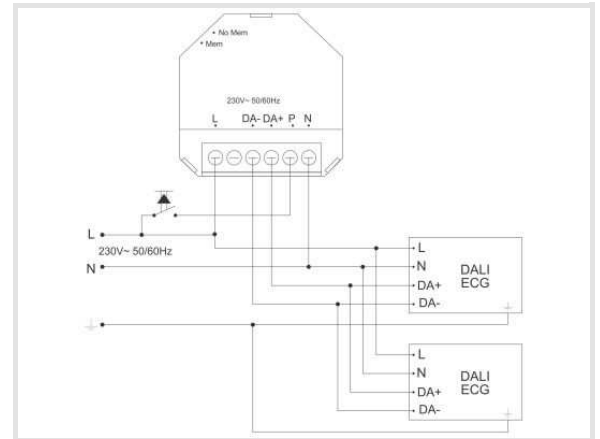 • No Mem
• Mem
230V~ 50/60Hz
L DA- DA+ P N
L
230V~ 50/60Hz
N
L
N
DA+
DA-
DALI
ECG
L
N
DA+
DA-
DALI
ECG